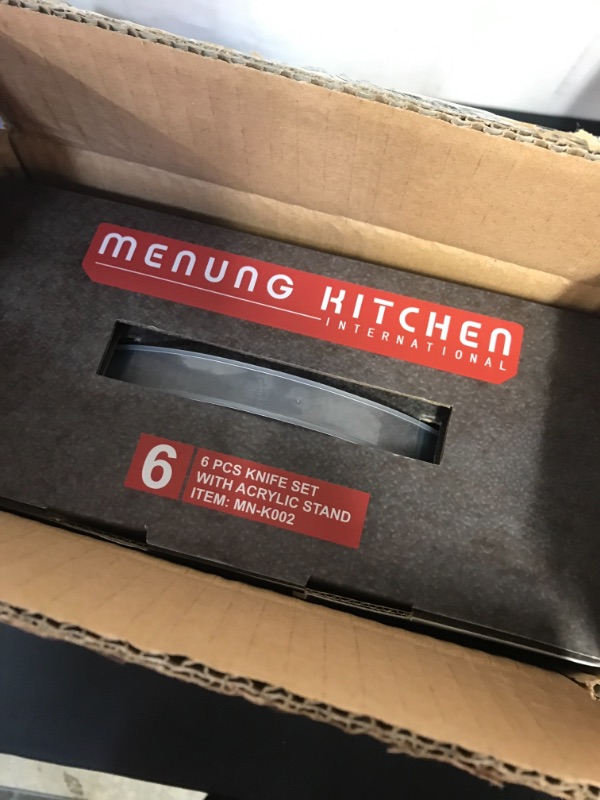 MENUNG KITCHEN
INTERNATIONAL
6
6 PCS KNIFE SET
WITH ACRYLIC STAND
ITEM: MN-K002